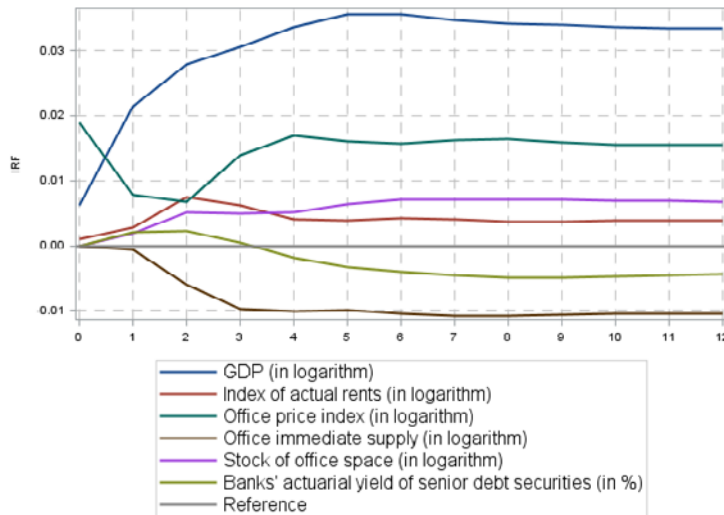 0.03
0.02
IRF
0.01
0.00
-0.01
0 1 2 3 4 5 6 7 8 9 10 11 12
GDP (in logarithm)
Index of actual rents (in logarithm)
Office price index (in logarithm)
Office immediate supply (in logarithm)
Stock of office space (in logarithm)
Banks' actuarial yield of senior debt securities (in %)
Reference